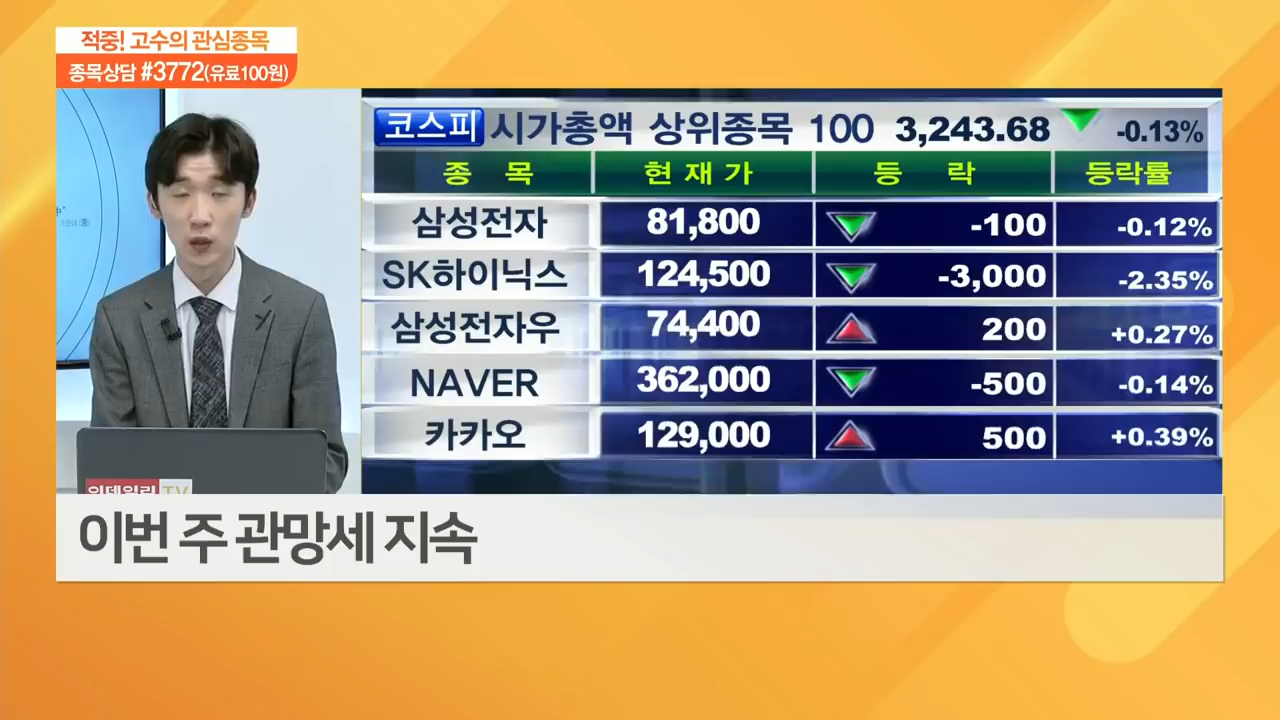 적중! 고수의 관심종목
종목상담 #3772(유료100원)
코스피 시가총액 상위종목 100 3,243.68 -0.13%
종 목 현재가 등 락 등락률
삼성전자 81,800 -100 -0.12%
SK하이닉스 124,500 -3,000 -2.35%
삼성전자우 74,400 200 +0.27%
NAVER 362,000 -500 -0.14%
카카오 129,000 500 +0.39%
이데일리 TV
이번 주 관망세 지속